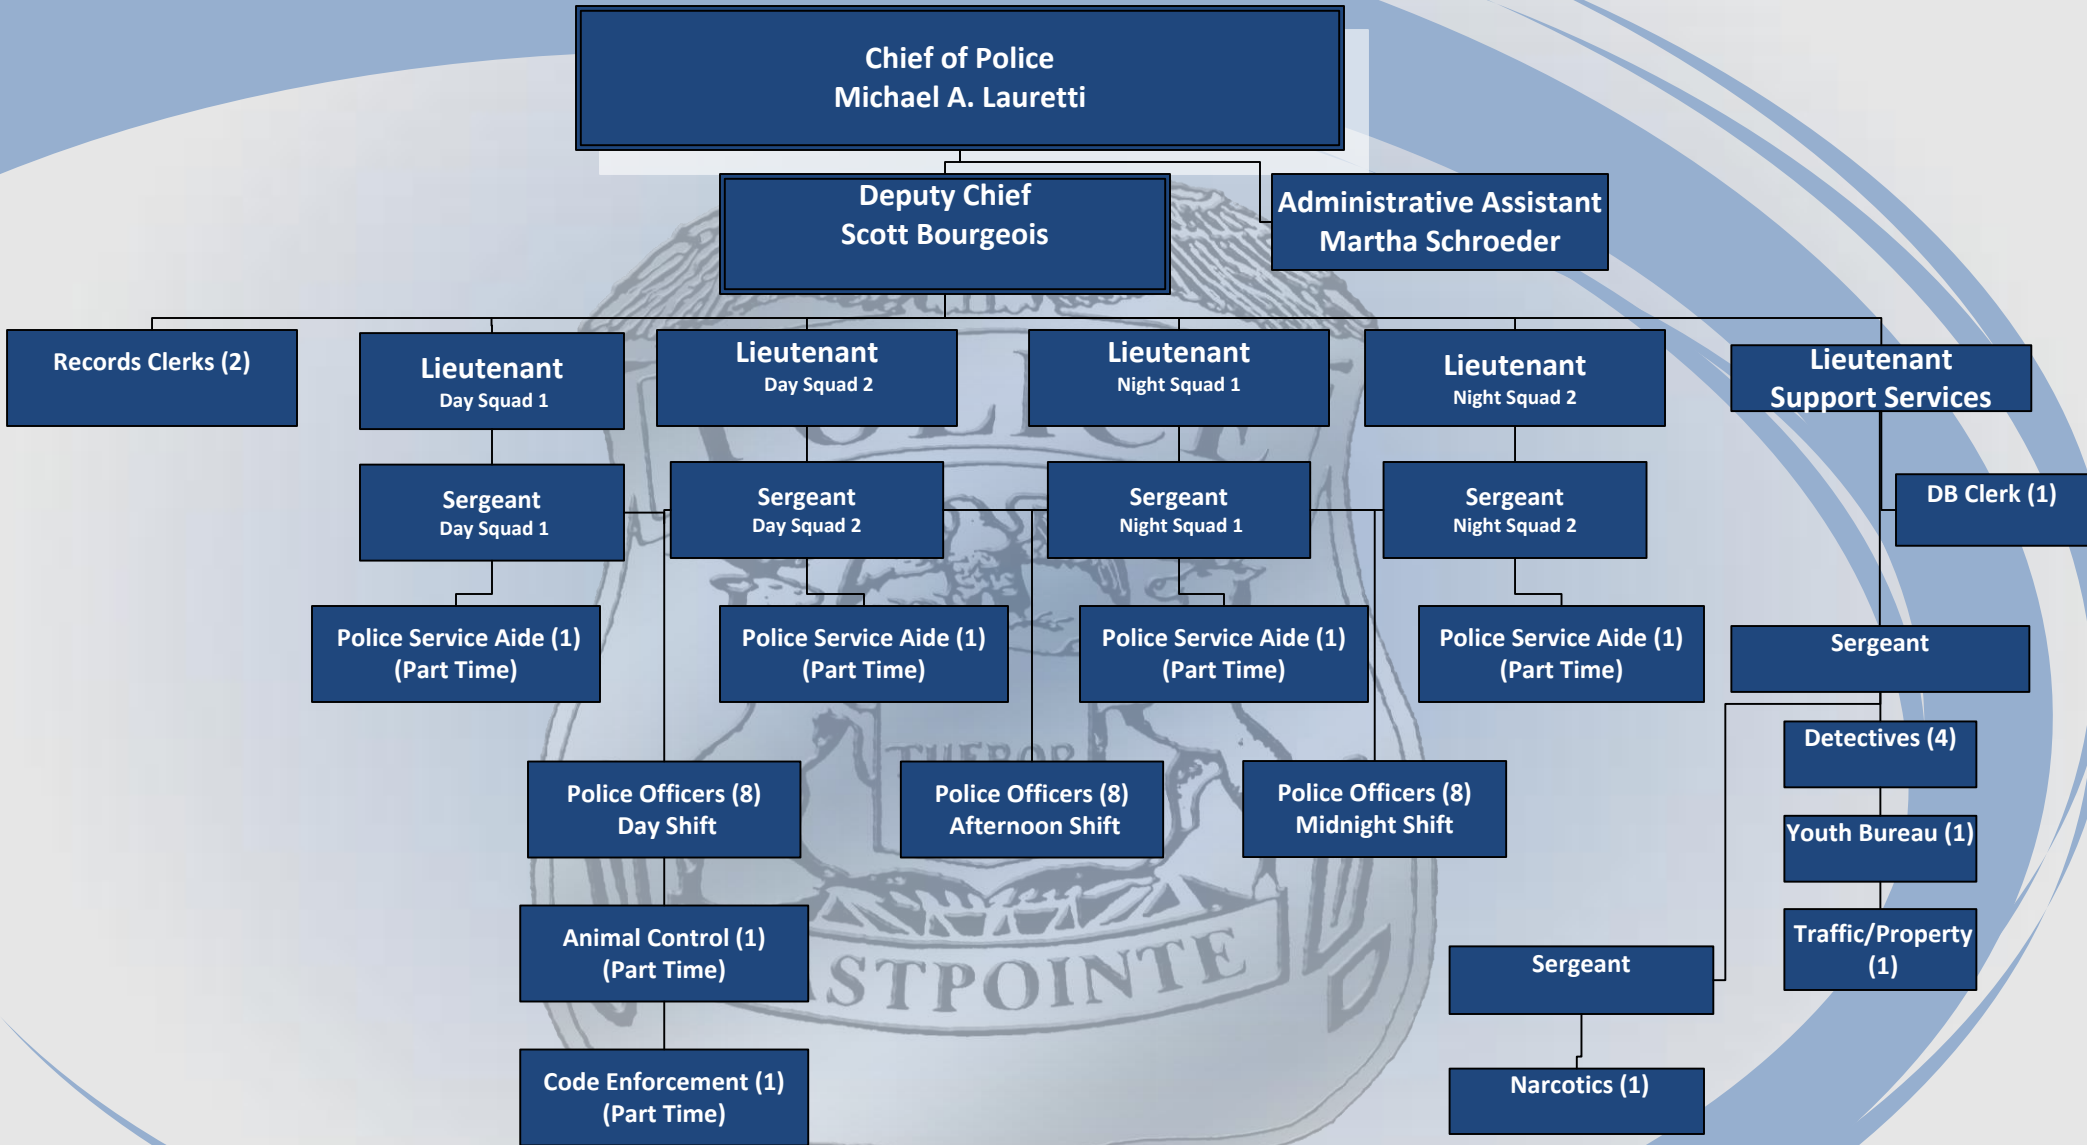 Chief of Police
Michael A. Lauretti
Deputy Chief
Scott Bourgeois
Administrative Assistant
Martha Schroeder
Records Clerks (2)
Lieutenant
Day Squad 1
Lieutenant
Day Squad 2
Lieutenant
Night Squad 1
Lieutenant
Night Squad 2
Lieutenant
Support Services
POLICE
Sergeant
Day Squad 1
Sergeant
Day Squad 2
Sergeant
Night Squad 1
Sergeant
Night Squad 2
DB Clerk (1)
Police Service Aide (1)
(Part Time)
Police Service Aide (1)
(Part Time)
Police Service Aide (1)
(Part Time)
Police Service Aide (1)
(Part Time)
Sergeant
Detectives (4)
TUEBOR
Police Officers (8)
Day Shift
Police Officers (8)
Afternoon Shift
Police Officers (8)
Midnight Shift
Youth Bureau (1)
Animal Control (1)
(Part Time)
STPOINTE
Sergeant
Traffic/Property
(1)
Code Enforcement (1)
(Part Time)
Narcotics (1)